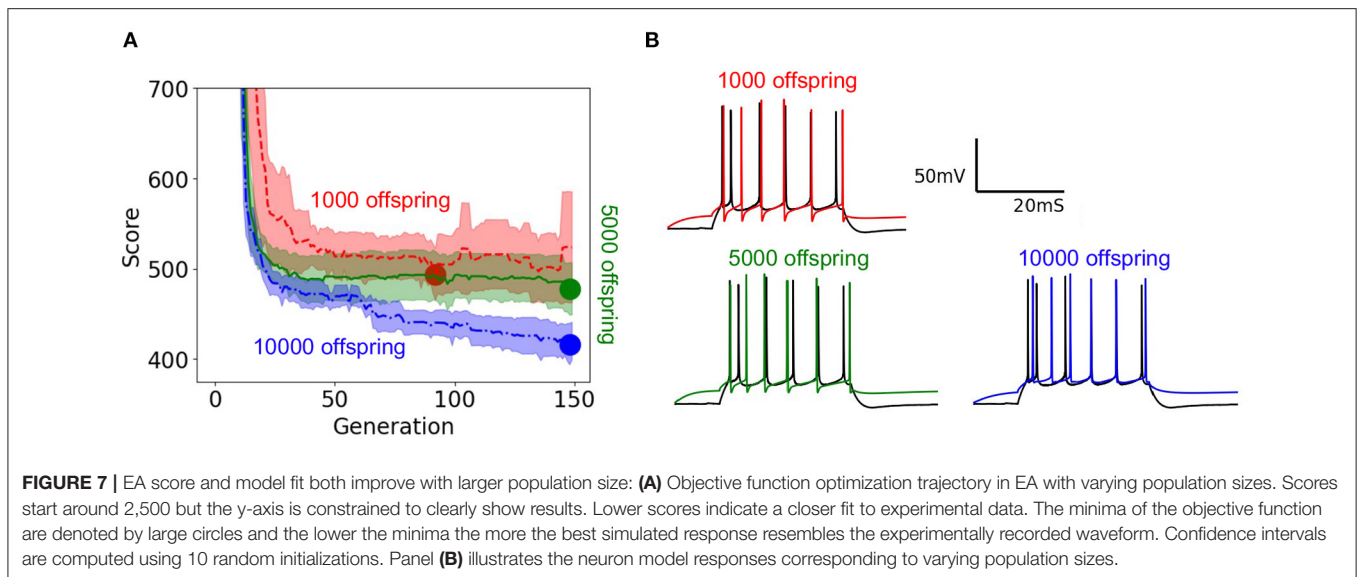 A
B
700
600
500
400
Score
0
50
100
150
Generation
1000 offspring
5000 offspring
10000 offspring
1000 offspring
50mV
20mS
5000 offspring
10000 offspring
FIGURE 7 | EA score and model fit both improve with larger population size: (A) Objective function optimization trajectory in EA with varying population sizes. Scores
start around 2,500 but the y-axis is constrained to clearly show results. Lower scores indicate a closer fit to experimental data. The minima of the objective function
are denoted by large circles and the lower the minima the more the best simulated response resembles the experimentally recorded waveform. Confidence intervals
are computed using 10 random initializations. Panel (B) illustrates the neuron model responses corresponding to varying population sizes.